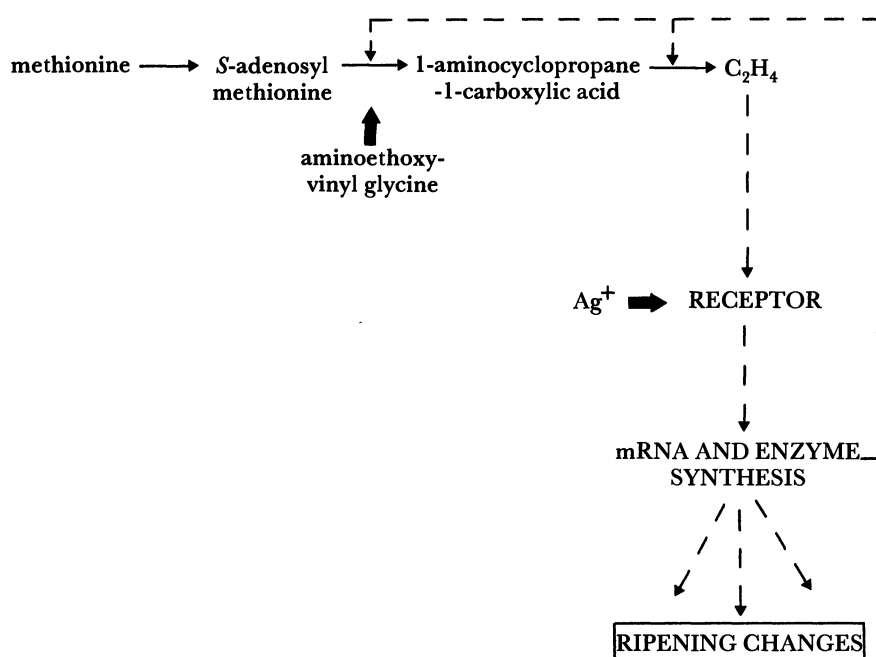 methionine
S-adenosyl
methionine
1-aminocyclopropane
-1-carboxylic acid
C₂H₄
aminoethoxy-
vinyl glycine
Ag⁺
RECEPTOR
mRNA AND ENZYME
SYNTHESIS
RIPENING CHANGES